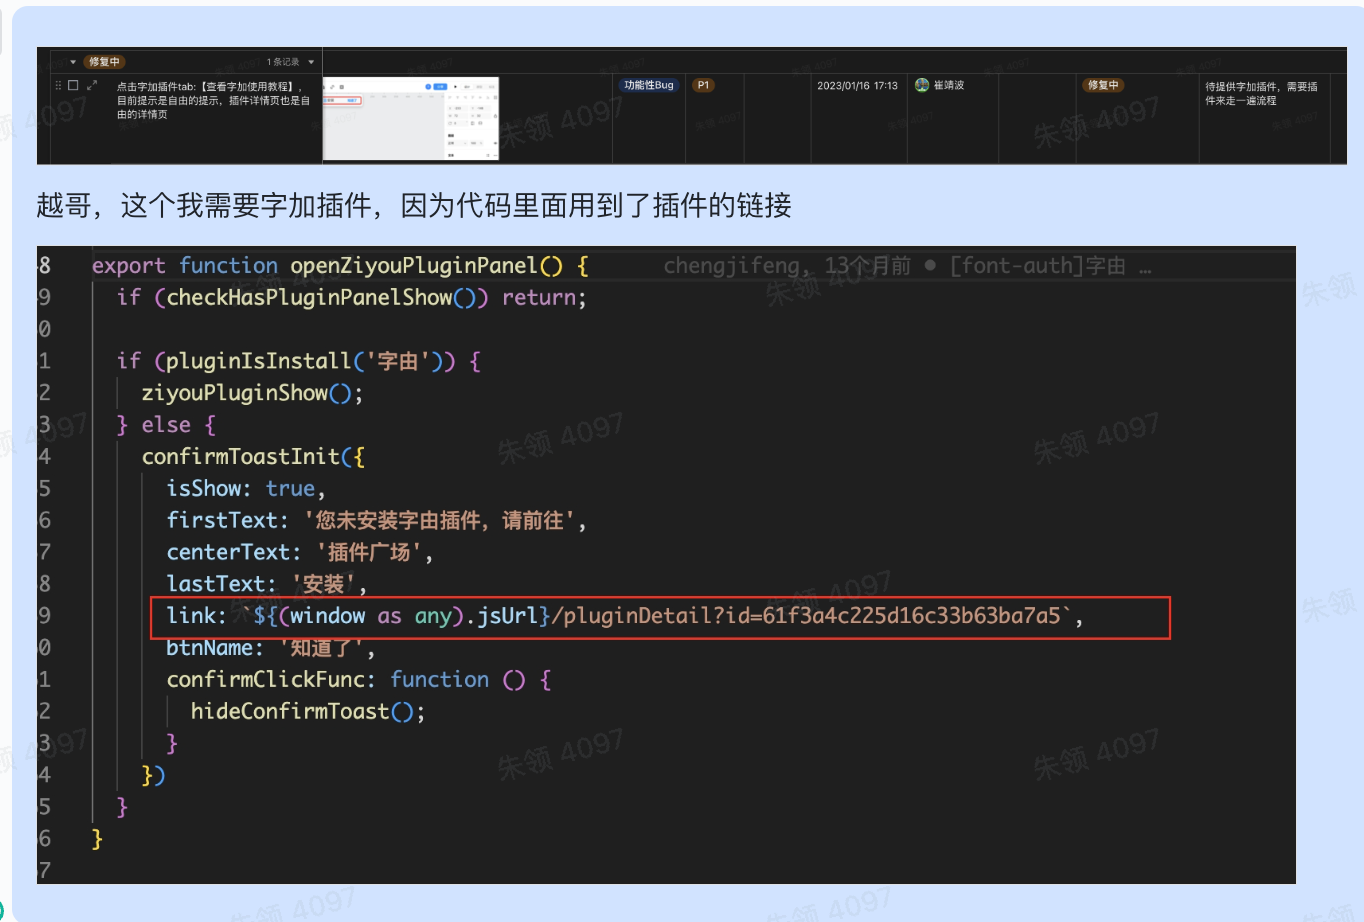 修复中
1 条记录
点击字加插件tab:【查看字加使用教程】,
目前提示是自由的提示，插件详情页也是自
由的详情页
功能性Bug
P1
2023/01/16 17:13
崔靖波
修复中
待提供字加插件，需要插
件来走一遍流程
越哥，这个我需要字加插件，因为代码里面用到了插件的链接
8 export function openZiyouPluginPanel() { chengjifeng, 13个月前 • [font-auth]字由 …
9 if (checkHasPluginPanelShow()) return;
0
1 if (pluginIsInstall('字由')) {
2 ziyouPluginShow();
3 } else {
4 confirmToastInit({
5 isShow: true,
6 firstText: '您未安装字由插件，请前往',
7 centerText: '插件广场',
8 lastText: '安装',
9 link: `${(window as any).jsUrl}/pluginDetail?id=61f3a4c225d16c33b63ba7a5`,
0 btnName: '知道了',
1 confirmClickFunc: function () {
2 hideConfirmToast();
3 }
4 })
5 }
6 }
7
朱领 4097